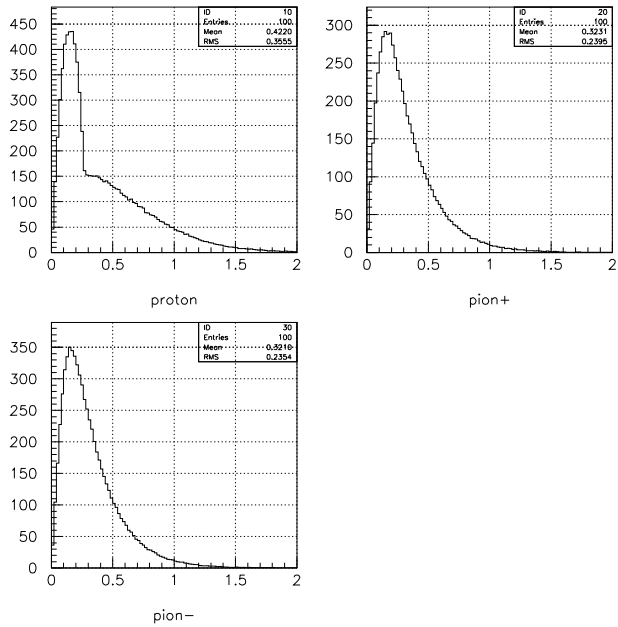 ID 10
Entries 100
Mean 0.4220
RMS 0.3555
450
400
350
300
250
200
150
100
50
0
0 0.5 1 1.5 2
proton
ID 20
Entries 100
Mean 0.3231
RMS 0.2395
300
250
200
150
100
50
0
0 0.5 1 1.5 2
pion+
ID 30
Entries 100
Mean 0.3210
RMS 0.2354
350
300
250
200
150
100
50
0
0 0.5 1 1.5 2
pion−